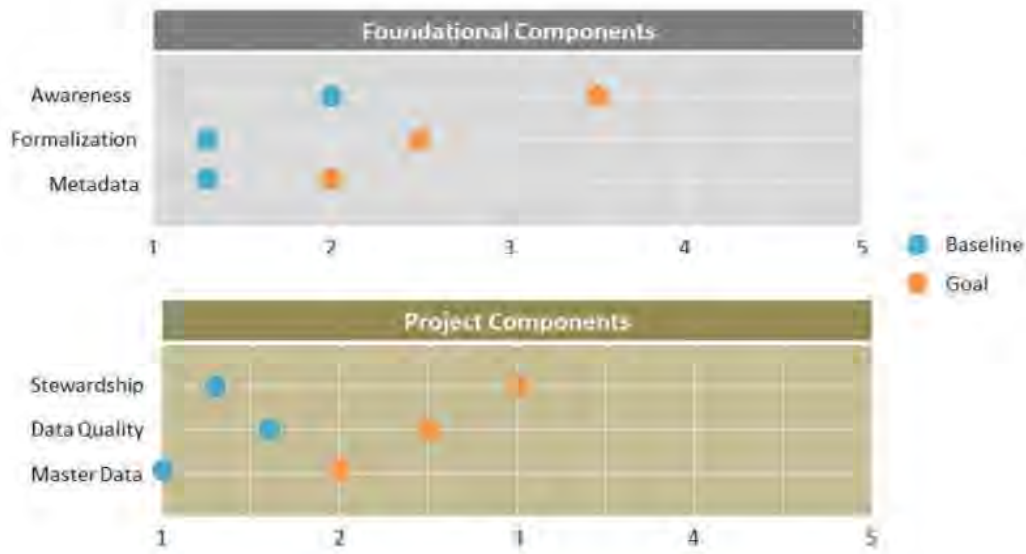 Foundational Components
Awareness
Formalization
Metadata
1 2 3 4 5
Baseline
Goal
Project Components
Stewardship
Data Quality
Master Data
1 2 3 4 5